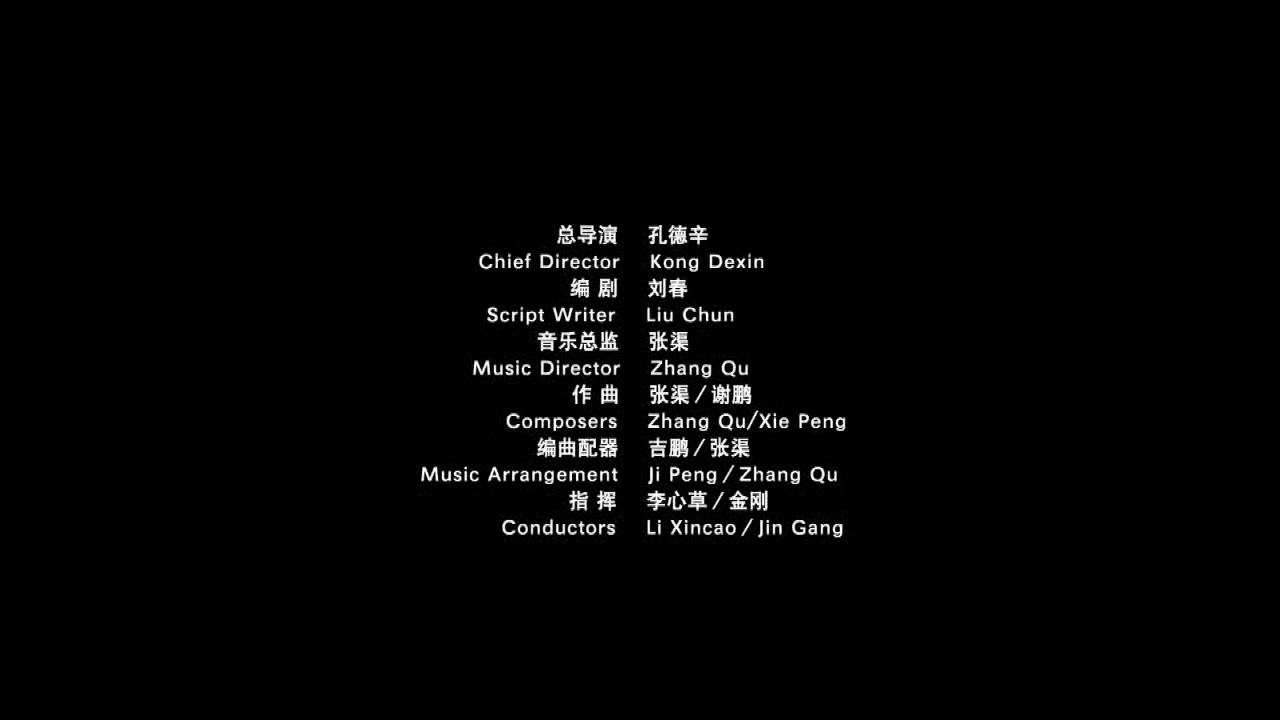 总导演 孔德辛
Chief Director Kong Dexin
编 剧 刘春
Script Writer Liu Chun
音乐总监 张渠
Music Director Zhang Qu
作 曲 张渠/谢鹏
Composers Zhang Qu/Xie Peng
编曲配器 吉鹏/张渠
Music Arrangement Ji Peng/Zhang Qu
指 挥 李心草/金刚
Conductors Li Xincao/Jin Gang